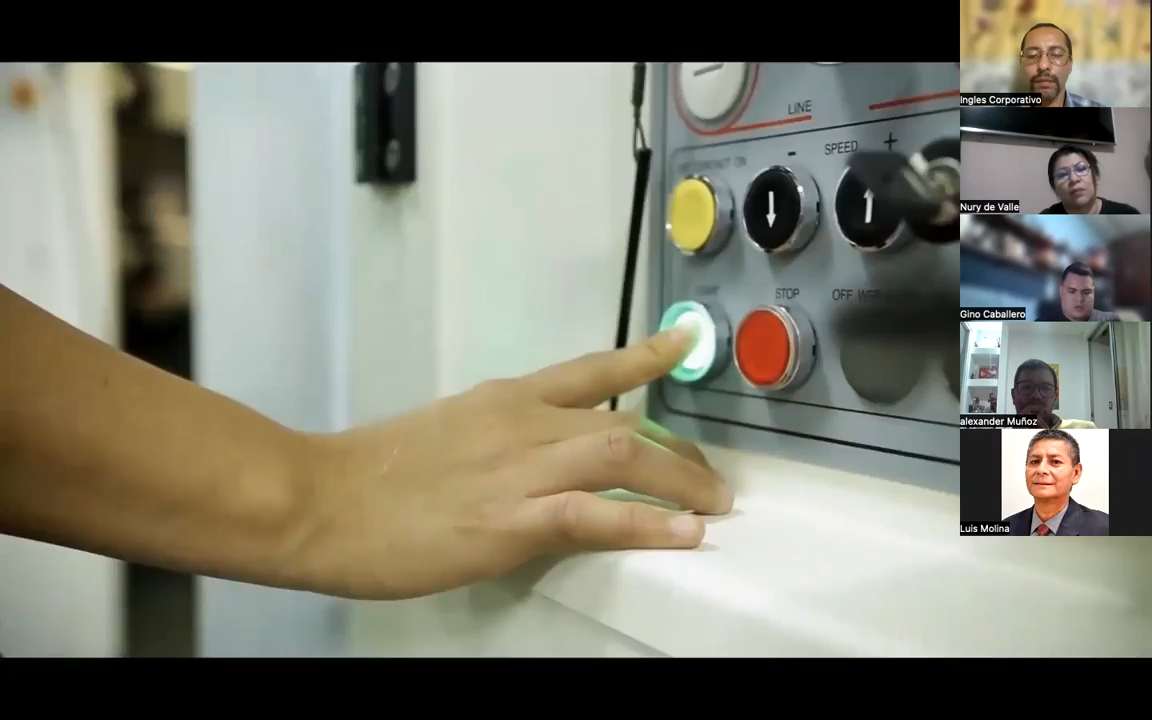 LINE
SPEED
- +
STOP
OFF
Ingles Corporativo
Nury de Valle
Gino Caballero
alexander Muñoz
Luis Molina